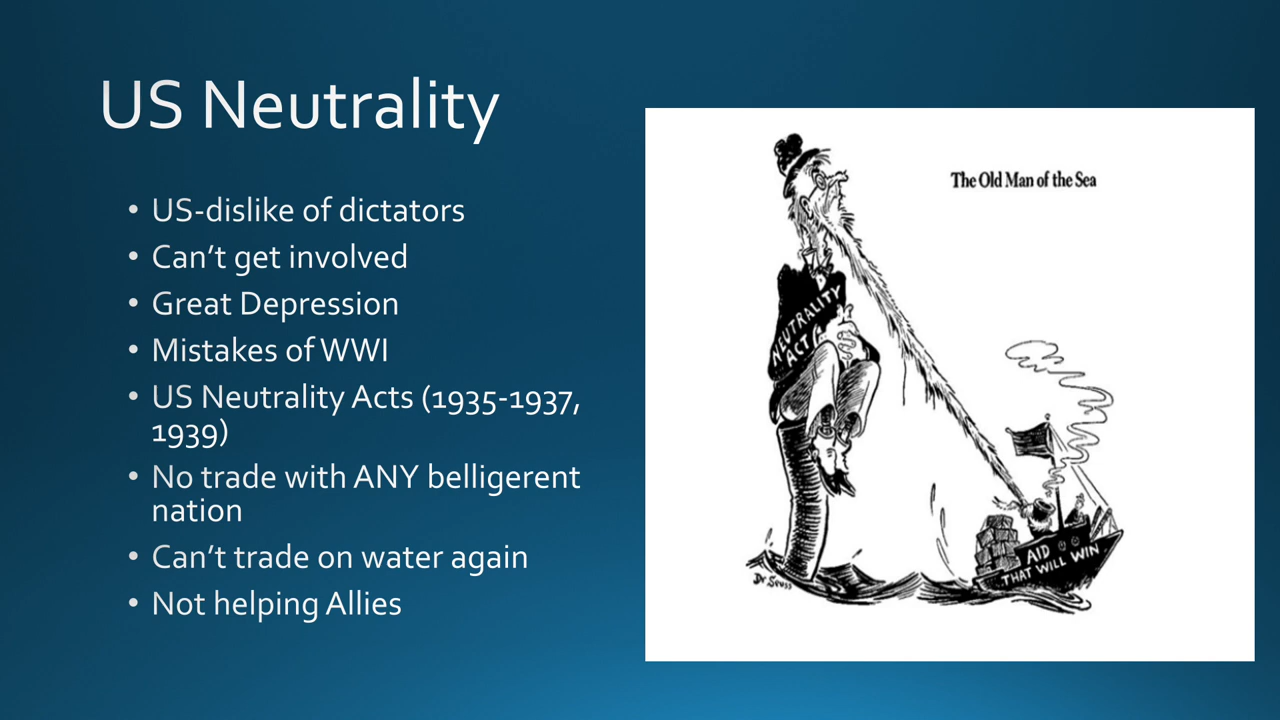 US Neutrality
• US-dislike of dictators
• Can’t get involved
• Great Depression
• Mistakes of WWI
• US Neutrality Acts (1935-1937,
1939)
• No trade with ANY belligerent
nation
• Can’t trade on water again
• Not helping Allies
The Old Man of the Sea
NEUTRALITY
ACT
AID
THAT WILL WIN
Dr. Seuss